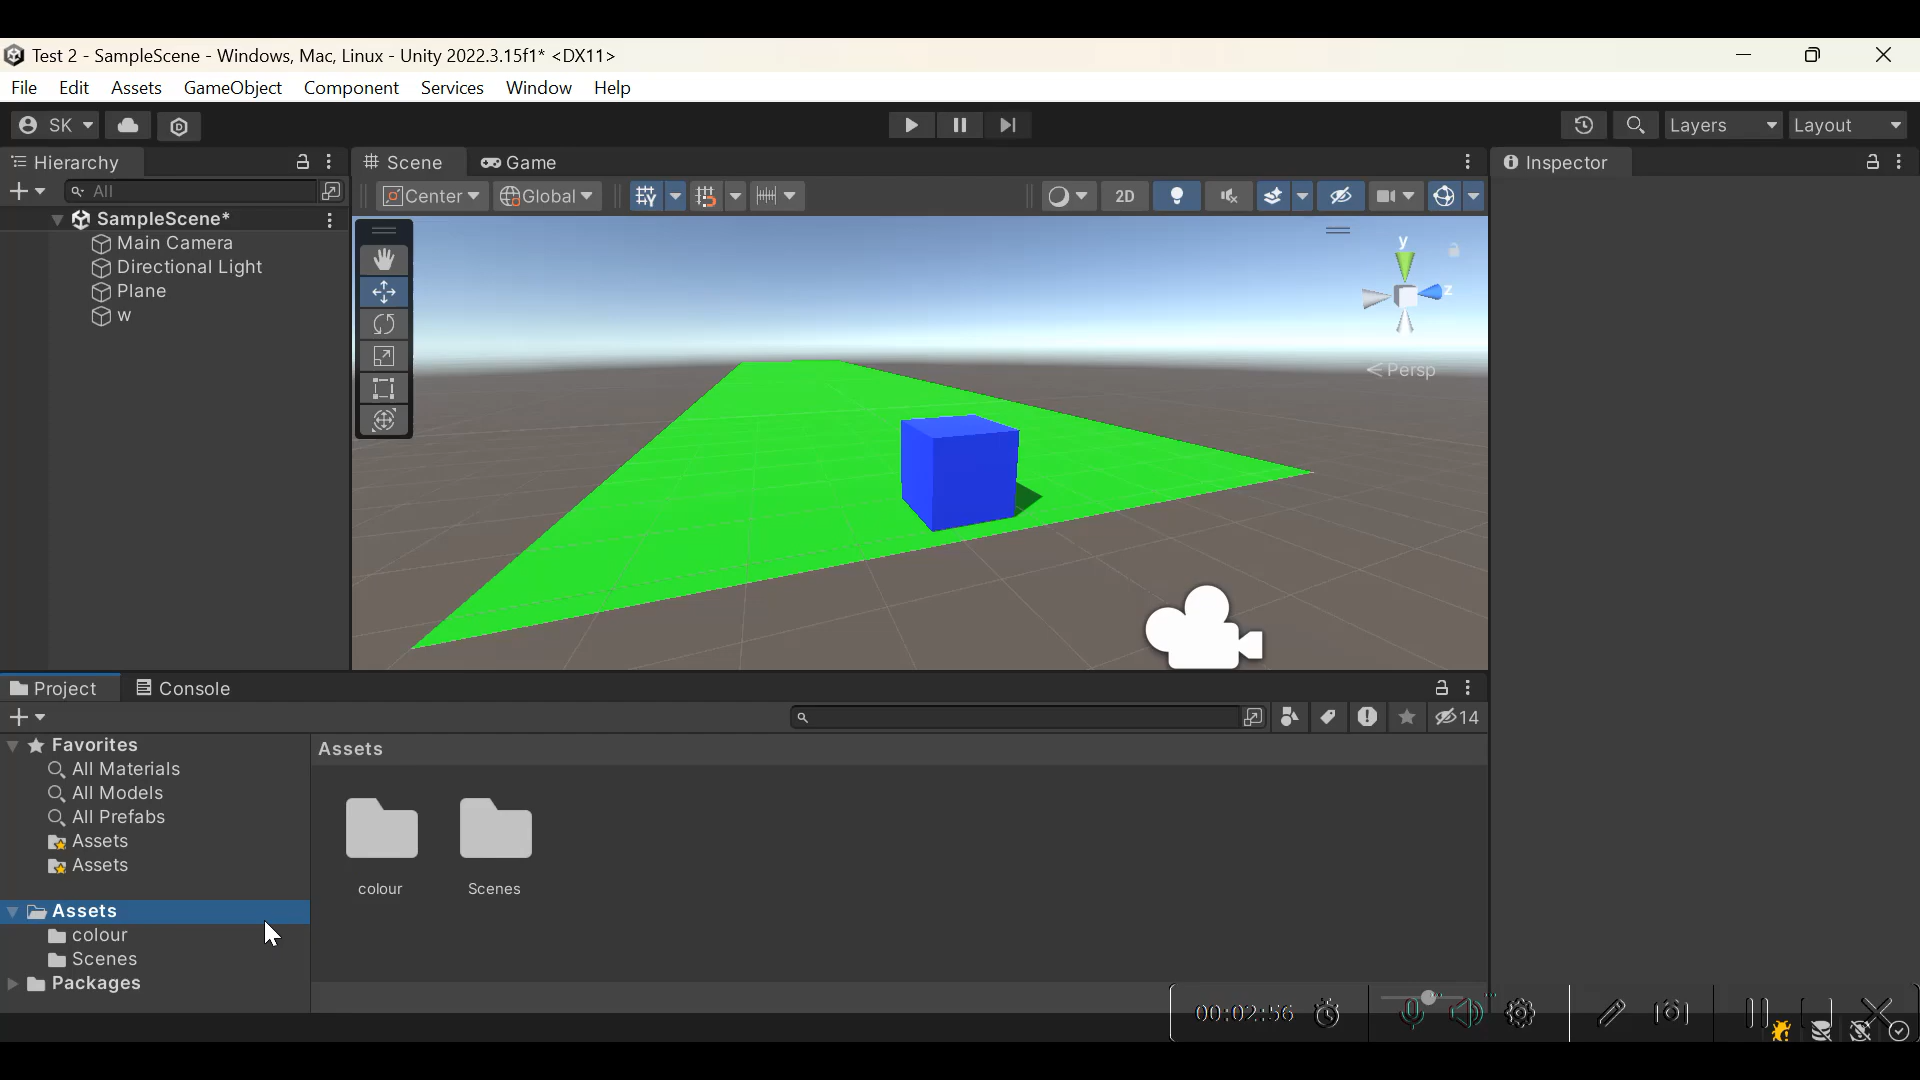 Test 2 - SampleScene - Windows, Mac, Linux - Unity 2022.3.15f1* <DX11>
File Edit Assets GameObject Component Services Window Help
SK Layers Layout
Hierarchy Scene Game Inspector
All Center Global 2D
SampleScene*
Main Camera
Directional Light
Plane
w
y
z
Persp
Project Console
14
Favorites Assets
All Materials
All Models
All Prefabs
Assets
Assets
colour Scenes
Assets
colour
Scenes
Packages
00:02:56